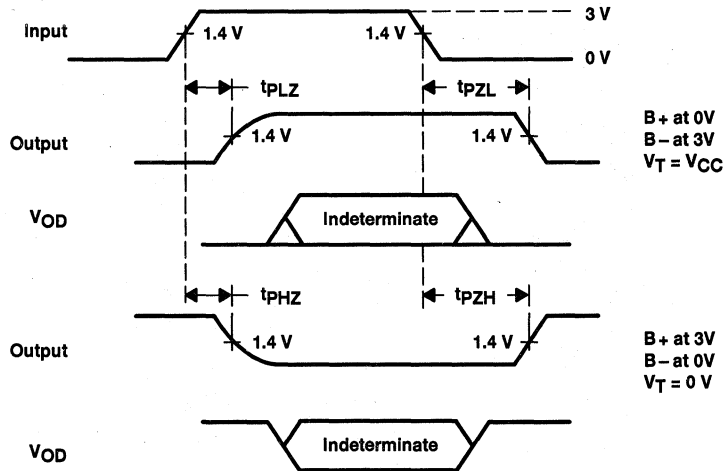 3 V
Input
1.4 V
1.4 V
0 V
tPLZ
tPZL
B + at 0V
Output
1.4 V
1.4 V
B – at 3V
VT = VCC
VOD
Indeterminate
tPHZ
tPZH
Output
1.4 V
1.4 V
B + at 3V
B – at 0V
VT = 0 V
VOD
Indeterminate